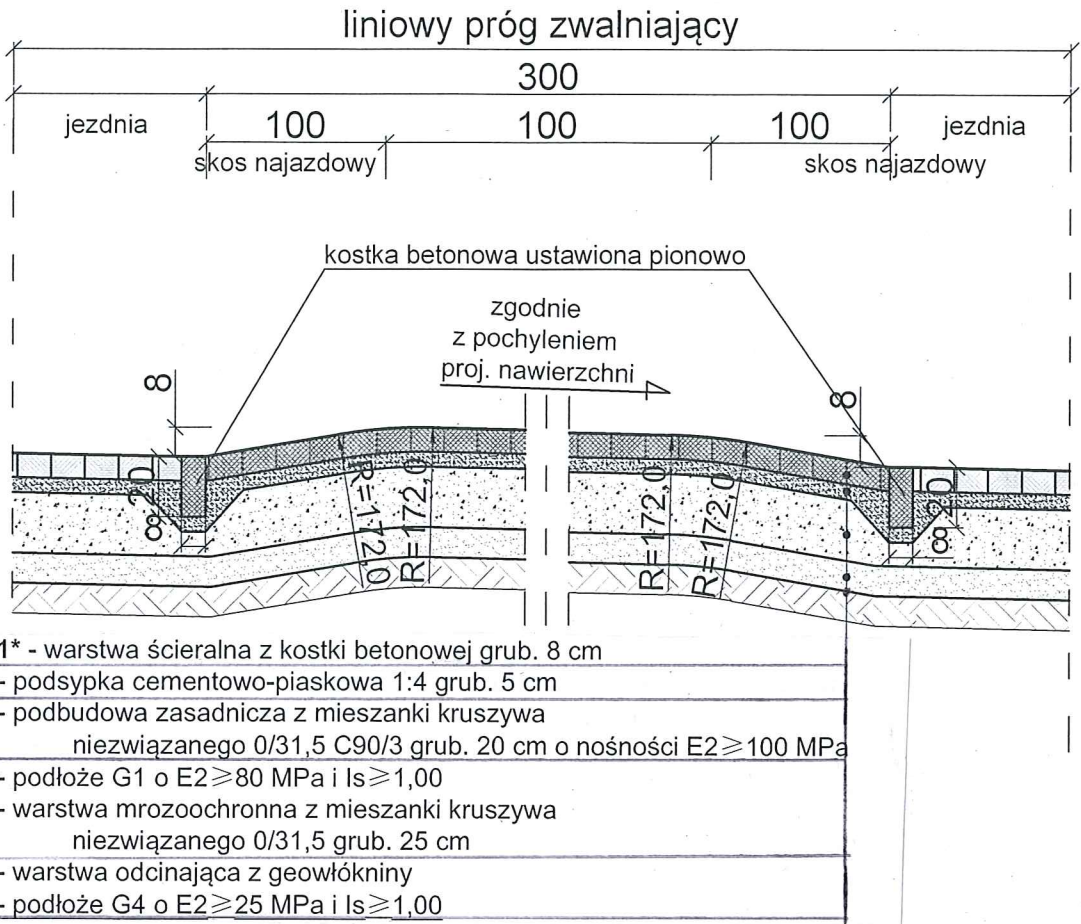 liniowy próg zwalniający
300
jezdnia
100
100
100
jezdnia
skos najazdowy
skos najazdowy
kostka betonowa ustawiona pionowo
zgodnie
z pochyleniem
proj. nawierzchni
8
8
20
8
R=172,0
R=172,0
R=172,0
R=172,0
20
8
1* - warstwa ścieralna z kostki betonowej grub. 8 cm
- podsypka cementowo-piaskowa 1:4 grub. 5 cm
- podbudowa zasadnicza z mieszanki kruszywa
niezwiązanego 0/31,5 C90/3 grub. 20 cm o nośności E2≥100 MPa
- podłoże G1 o E2≥80 MPa i Is≥1,00
- warstwa mrozoochronna z mieszanki kruszywa
niezwiązanego 0/31,5 grub. 25 cm
- warstwa odcinająca z geowłókniny
- podłoże G4 o E2≥25 MPa i Is≥1,00